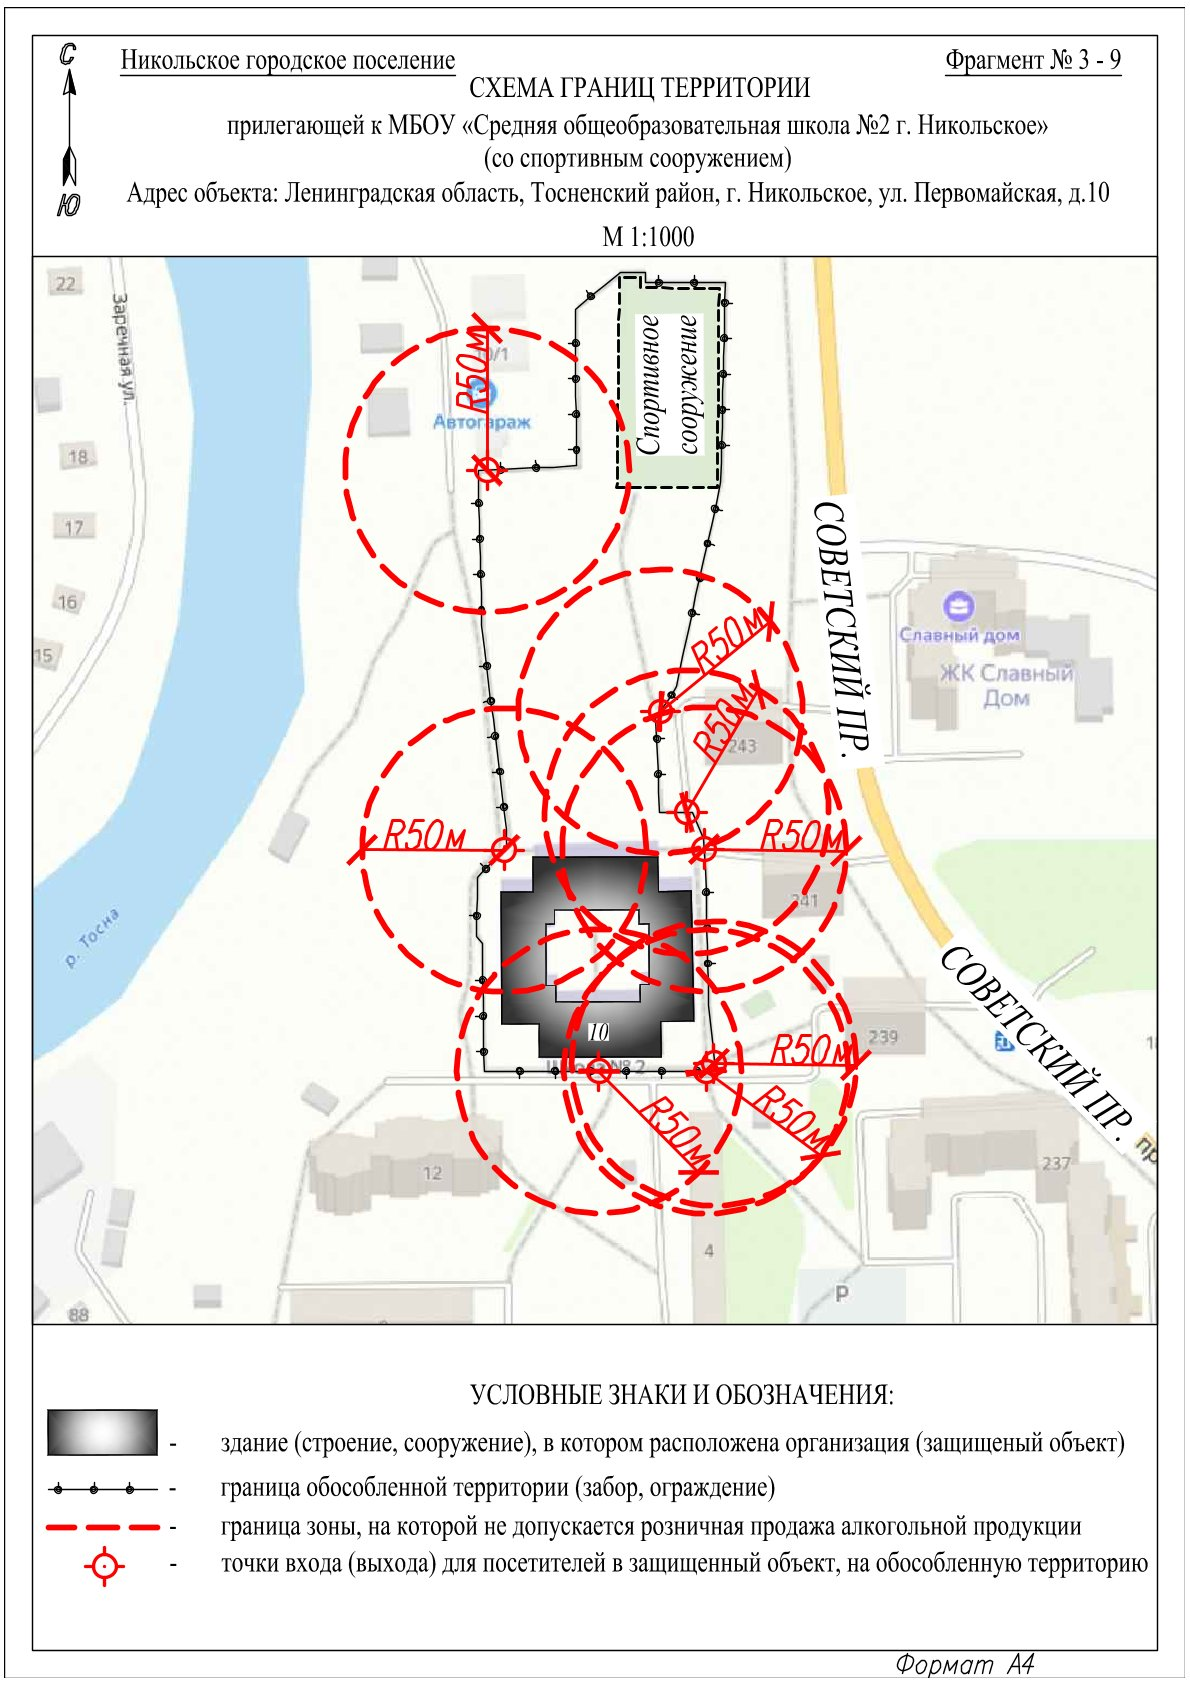 С
Ю
Никольское городское поселение
Фрагмент № 3 - 9
СХЕМА ГРАНИЦ ТЕРРИТОРИИ
прилегающей к МБОУ «Средняя общеобразовательная школа №2 г. Никольское»
(со спортивным сооружением)
Адрес объекта: Ленинградская область, Тосненский район, г. Никольское, ул. Первомайская, д.10
М 1:1000
22
Заречная ул.
18
17
16
15
Автогараж
R50м
Спортивное
сооружение
СОВЕТСКИЙ ПР.
Славный дом
ЖК Славный
Дом
R50м
R50м
243
R50м
R50м
241
р. Тосна
СОВЕТСКИЙ ПР.
10
239
R50м
R50м
R50м
12
237
4
P
88
УСЛОВНЫЕ ЗНАКИ И ОБОЗНАЧЕНИЯ:
- здание (строение, сооружение), в котором расположена организация (защищеный объект)
- граница обособленной территории (забор, ограждение)
- граница зоны, на которой не допускается розничная продажа алкогольной продукции
- точки входа (выхода) для посетителей в защищенный объект, на обособленную территорию
Формат А4